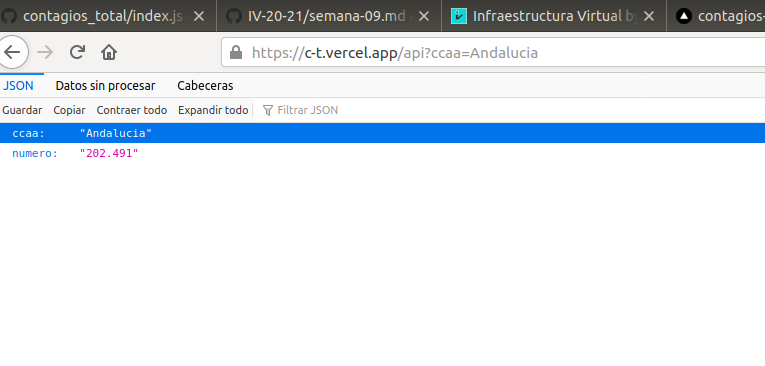 contagios_total/index.js IV-20-21/semana-09.md Infraestructura Virtual by contagios-
https://c-t.vercel.app/api?ccaa=Andalucia
JSON Datos sin procesar Cabeceras
Guardar Copiar Contraer todo Expandir todo Filtrar JSON
ccaa: "Andalucia"
numero: "202.491"